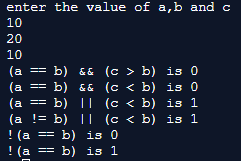 enter the value of a,b and c
10
20
10
(a == b) && (c > b) is 0
(a == b) && (c < b) is 0
(a == b) || (c < b) is 1
(a != b) || (c < b) is 1
!(a == b) is 0
!(a == b) is 1